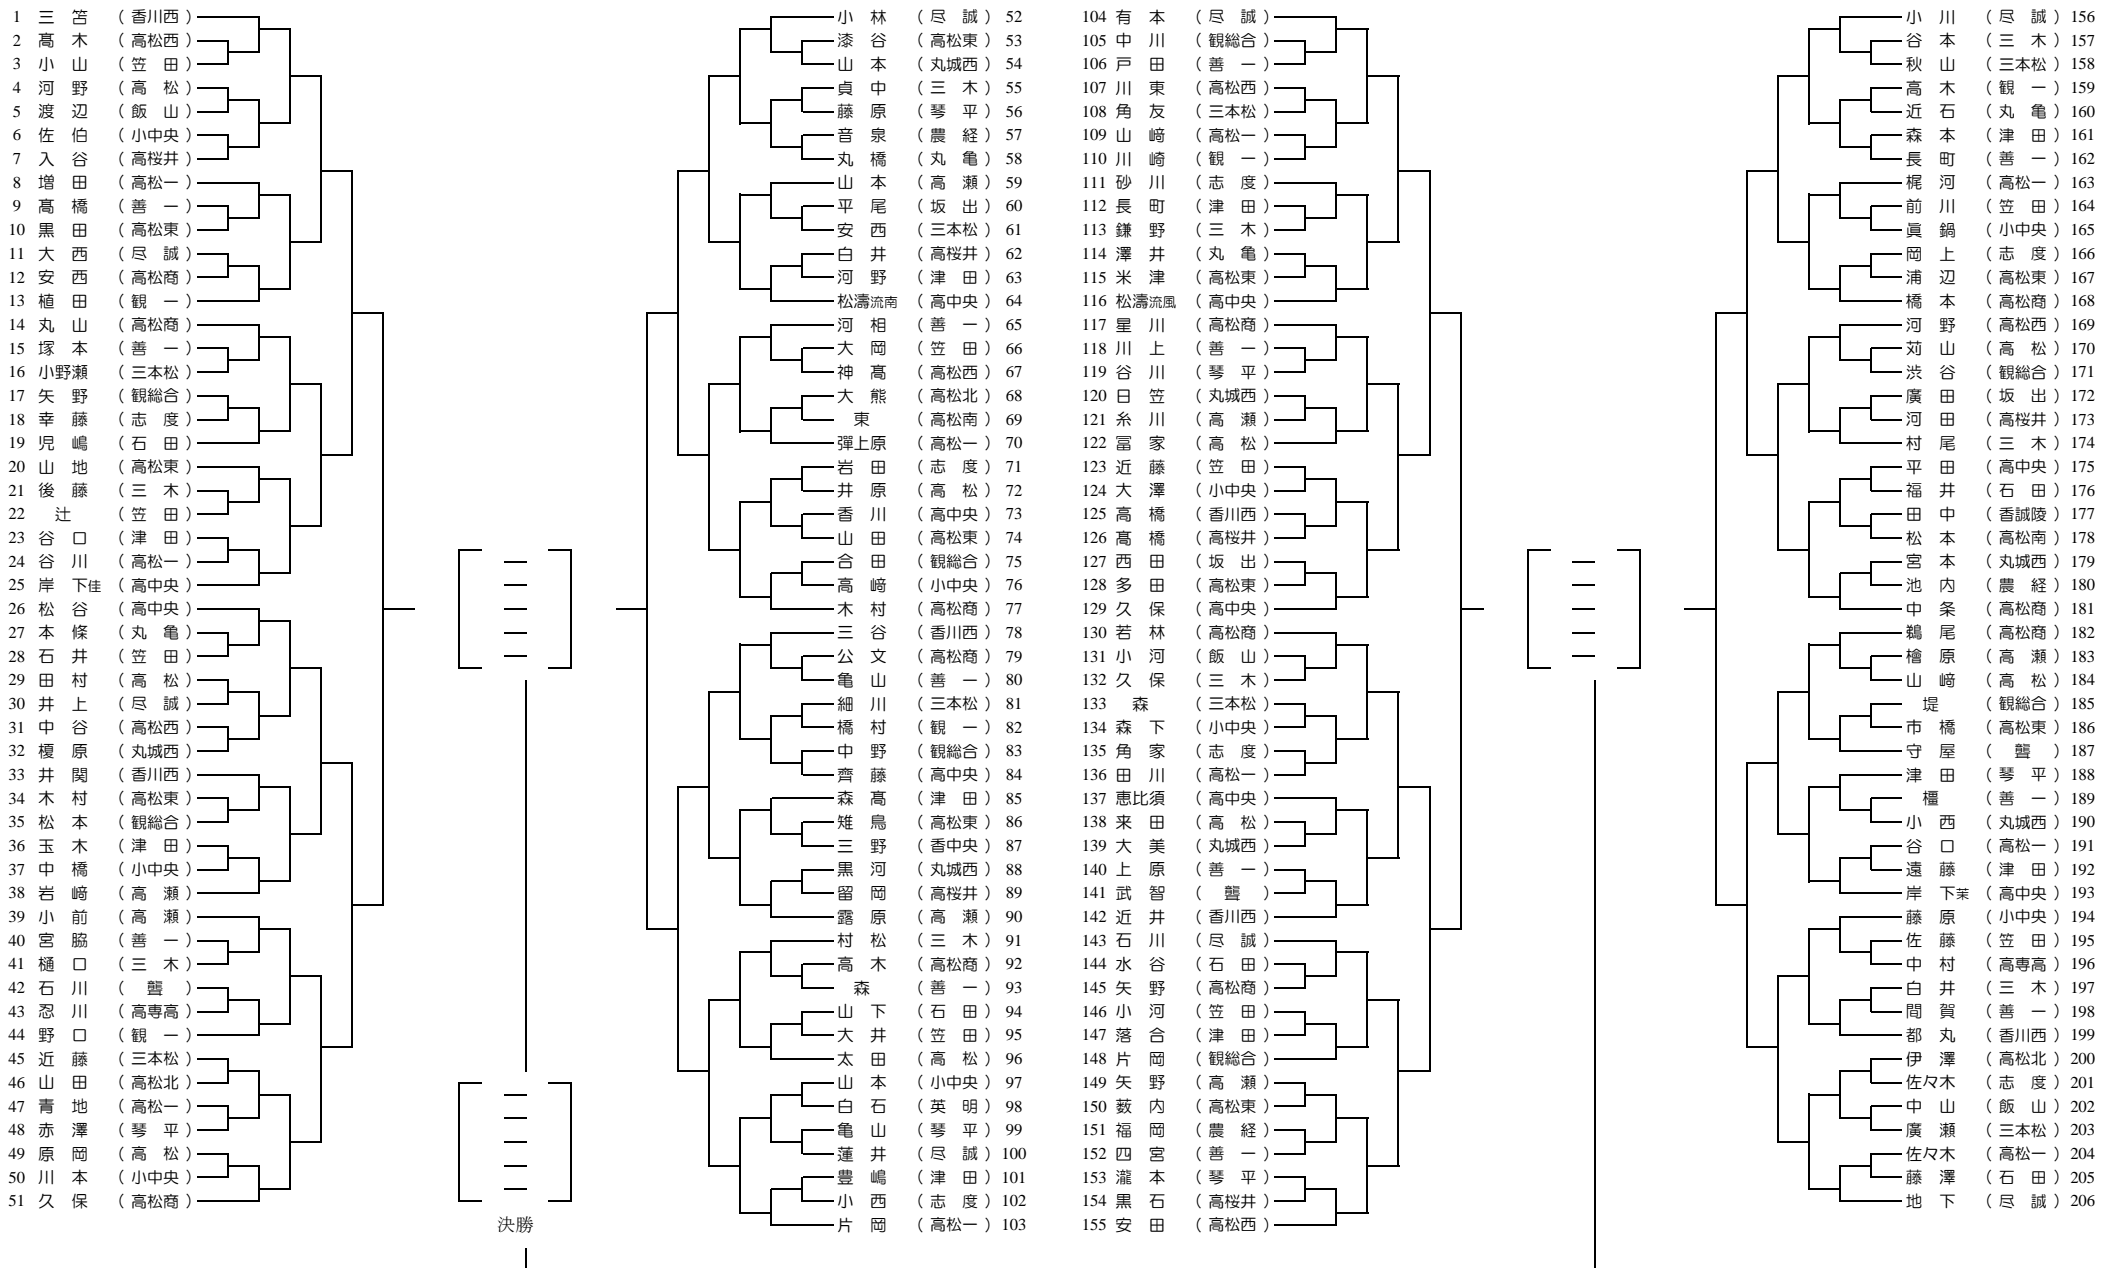 1 三 笘 （ 香川西 ）
2 髙 木 （ 高松西 ）
3 小 山 （ 笠 田 ）
4 河 野 （ 高 松 ）
5 渡 辺 （ 飯 山 ）
6 佐 伯 （ 小中央 ）
7 入 谷 （ 高桜井 ）
8 増 田 （ 高松一 ）
9 髙 橋 （ 善 一 ）
10 黒 田 （ 高松東 ）
11 大 西 （ 尽 誠 ）
12 安 西 （ 高松商 ）
13 植 田 （ 観 一 ）
14 丸 山 （ 高松商 ）
15 塚 本 （ 善 一 ）
16 小野瀬 （ 三本松 ）
17 矢 野 （ 観総合 ）
18 幸 藤 （ 志 度 ）
19 児 嶋 （ 石 田 ）
20 山 地 （ 高松東 ）
21 後 藤 （ 三 木 ）
22 辻 （ 笠 田 ）
23 谷 口 （ 津 田 ）
24 谷 川 （ 高松一 ）
25 岸 下佳 （ 高中央 ）
26 松 谷 （ 高中央 ）
27 本 條 （ 丸 亀 ）
28 石 井 （ 笠 田 ）
29 田 村 （ 高 松 ）
30 井 上 （ 尽 誠 ）
31 中 谷 （ 高松西 ）
32 榎 原 （ 丸城西 ）
33 井 関 （ 香川西 ）
34 木 村 （ 高松東 ）
35 松 本 （ 観総合 ）
36 玉 木 （ 津 田 ）
37 中 橋 （ 小中央 ）
38 岩 﨑 （ 高 瀬 ）
39 小 前 （ 高 瀬 ）
40 宮 脇 （ 善 一 ）
41 樋 口 （ 三 木 ）
42 石 川 （ 聾 ）
43 忍 川 （ 高専高 ）
44 野 口 （ 観 一 ）
45 近 藤 （ 三本松 ）
46 山 田 （ 高松北 ）
47 青 地 （ 高松一 ）
48 赤 澤 （ 琴 平 ）
49 原 岡 （ 高 松 ）
50 川 本 （ 小中央 ）
51 久 保 （ 高松商 ）
決勝
小 林 （ 尽 誠 ） 52
漆 谷 （ 高松東 ） 53
山 本 （ 丸城西 ） 54
貞 中 （ 三 木 ） 55
藤 原 （ 琴 平 ） 56
音 泉 （ 農 経 ） 57
丸 橋 （ 丸 亀 ） 58
山 本 （ 高 瀬 ） 59
平 尾 （ 坂 出 ） 60
安 西 （ 三本松 ） 61
白 井 （ 高桜井 ） 62
河 野 （ 津 田 ） 63
松濤流南 （ 高中央 ） 64
河 相 （ 善 一 ） 65
大 岡 （ 笠 田 ） 66
神 髙 （ 高松西 ） 67
大 熊 （ 高松北 ） 68
東 （ 高松南 ） 69
彈上原 （ 高松一 ） 70
岩 田 （ 志 度 ） 71
井 原 （ 高 松 ） 72
香 川 （ 高中央 ） 73
山 田 （ 高松東 ） 74
合 田 （ 観総合 ） 75
高 﨑 （ 小中央 ） 76
木 村 （ 高松商 ） 77
三 谷 （ 香川西 ） 78
公 文 （ 高松商 ） 79
亀 山 （ 善 一 ） 80
細 川 （ 三本松 ） 81
橋 村 （ 観 一 ） 82
中 野 （ 観総合 ） 83
齊 藤 （ 高中央 ） 84
森 髙 （ 津 田 ） 85
雉 鳥 （ 高松東 ） 86
三 野 （ 香中央 ） 87
黒 河 （ 丸城西 ） 88
留 岡 （ 高桜井 ） 89
露 原 （ 高 瀬 ） 90
村 松 （ 三 木 ） 91
高 木 （ 高松商 ） 92
森 （ 善 一 ） 93
山 下 （ 石 田 ） 94
大 井 （ 笠 田 ） 95
太 田 （ 高 松 ） 96
山 本 （ 小中央 ） 97
白 石 （ 英 明 ） 98
亀 山 （ 琴 平 ） 99
蓮 井 （ 尽 誠 ） 100
豊 嶋 （ 津 田 ） 101
小 西 （ 志 度 ） 102
片 岡 （ 高松一 ） 103
104 有 本 （ 尽 誠 ）
105 中 川 （ 観総合 ）
106 戸 田 （ 善 一 ）
107 川 東 （ 高松西 ）
108 角 友 （ 三本松 ）
109 山 﨑 （ 高松一 ）
110 川 崎 （ 観 一 ）
111 砂 川 （ 志 度 ）
112 長 町 （ 津 田 ）
113 鎌 野 （ 三 木 ）
114 澤 井 （ 丸 亀 ）
115 米 津 （ 高松東 ）
116 松濤流風 （ 高中央 ）
117 星 川 （ 高松商 ）
118 川 上 （ 善 一 ）
119 谷 川 （ 琴 平 ）
120 日 笠 （ 丸城西 ）
121 糸 川 （ 高 瀬 ）
122 冨 家 （ 高 松 ）
123 近 藤 （ 笠 田 ）
124 大 澤 （ 小中央 ）
125 高 橋 （ 香川西 ）
126 髙 橋 （ 高桜井 ）
127 西 田 （ 坂 出 ）
128 多 田 （ 高松東 ）
129 久 保 （ 高中央 ）
130 若 林 （ 高松商 ）
131 小 河 （ 飯 山 ）
132 久 保 （ 三 木 ）
133 森 （ 三本松 ）
134 森 下 （ 小中央 ）
135 角 家 （ 志 度 ）
136 田 川 （ 高松一 ）
137 恵比須 （ 高中央 ）
138 来 田 （ 高 松 ）
139 大 美 （ 丸城西 ）
140 上 原 （ 善 一 ）
141 武 智 （ 聾 ）
142 近 井 （ 香川西 ）
143 石 川 （ 尽 誠 ）
144 水 谷 （ 石 田 ）
145 矢 野 （ 高松商 ）
146 小 河 （ 笠 田 ）
147 落 合 （ 津 田 ）
148 片 岡 （ 観総合 ）
149 矢 野 （ 高 瀬 ）
150 薮 内 （ 高松東 ）
151 福 岡 （ 農 経 ）
152 四 宮 （ 善 一 ）
153 瀧 本 （ 琴 平 ）
154 黒 石 （ 高桜井 ）
155 安 田 （ 高松西 ）
小 川 （ 尽 誠 ） 156
谷 本 （ 三 木 ） 157
秋 山 （ 三本松 ） 158
高 木 （ 観 一 ） 159
近 石 （ 丸 亀 ） 160
森 本 （ 津 田 ） 161
長 町 （ 善 一 ） 162
梶 河 （ 高松一 ） 163
前 川 （ 笠 田 ） 164
眞 鍋 （ 小中央 ） 165
岡 上 （ 志 度 ） 166
浦 辺 （ 高松東 ） 167
橋 本 （ 高松商 ） 168
河 野 （ 高松西 ） 169
苅 山 （ 高 松 ） 170
渋 谷 （ 観総合 ） 171
廣 田 （ 坂 出 ） 172
河 田 （ 高桜井 ） 173
村 尾 （ 三 木 ） 174
平 田 （ 高中央 ） 175
福 井 （ 石 田 ） 176
田 中 （ 香誠陵 ） 177
松 本 （ 高松南 ） 178
宮 本 （ 丸城西 ） 179
池 内 （ 農 経 ） 180
中 条 （ 高松商 ） 181
鵜 尾 （ 高松商 ） 182
檜 原 （ 高 瀬 ） 183
山 﨑 （ 高 松 ） 184
堤 （ 観総合 ） 185
市 橋 （ 高松東 ） 186
守 屋 （ 聾 ） 187
津 田 （ 琴 平 ） 188
橿 （ 善 一 ） 189
小 西 （ 丸城西 ） 190
谷 口 （ 高松一 ） 191
遠 藤 （ 津 田 ） 192
岸 下茉 （ 高中央 ） 193
藤 原 （ 小中央 ） 194
佐 藤 （ 笠 田 ） 195
中 村 （ 高専高 ） 196
白 井 （ 三 木 ） 197
間 賀 （ 善 一 ） 198
都 丸 （ 香川西 ） 199
伊 澤 （ 高松北 ） 200
佐々木 （ 志 度 ） 201
中 山 （ 飯 山 ） 202
廣 瀬 （ 三本松 ） 203
佐々木 （ 高松一 ） 204
藤 澤 （ 石 田 ） 205
地 下 （ 尽 誠 ） 206